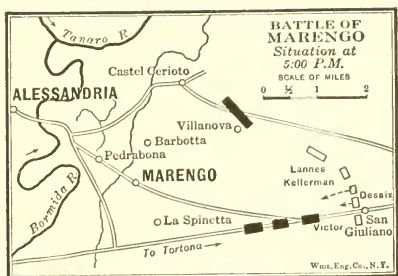 BATTLE OF
MARENGO
Situation at
5:00 P.M.
SCALE OF MILES
0 ½ 1 2
Tanaro R.
Castel Cerioto
ALESSANDRIA
Villanova
Barbotta
Pedrabona
Lannes
Kellerman
MARENGO
Desaix
Bormida R.
La Spinetta
Victor
San
Giuliano
To Tortona
Wms. Eng. Co., N.Y.